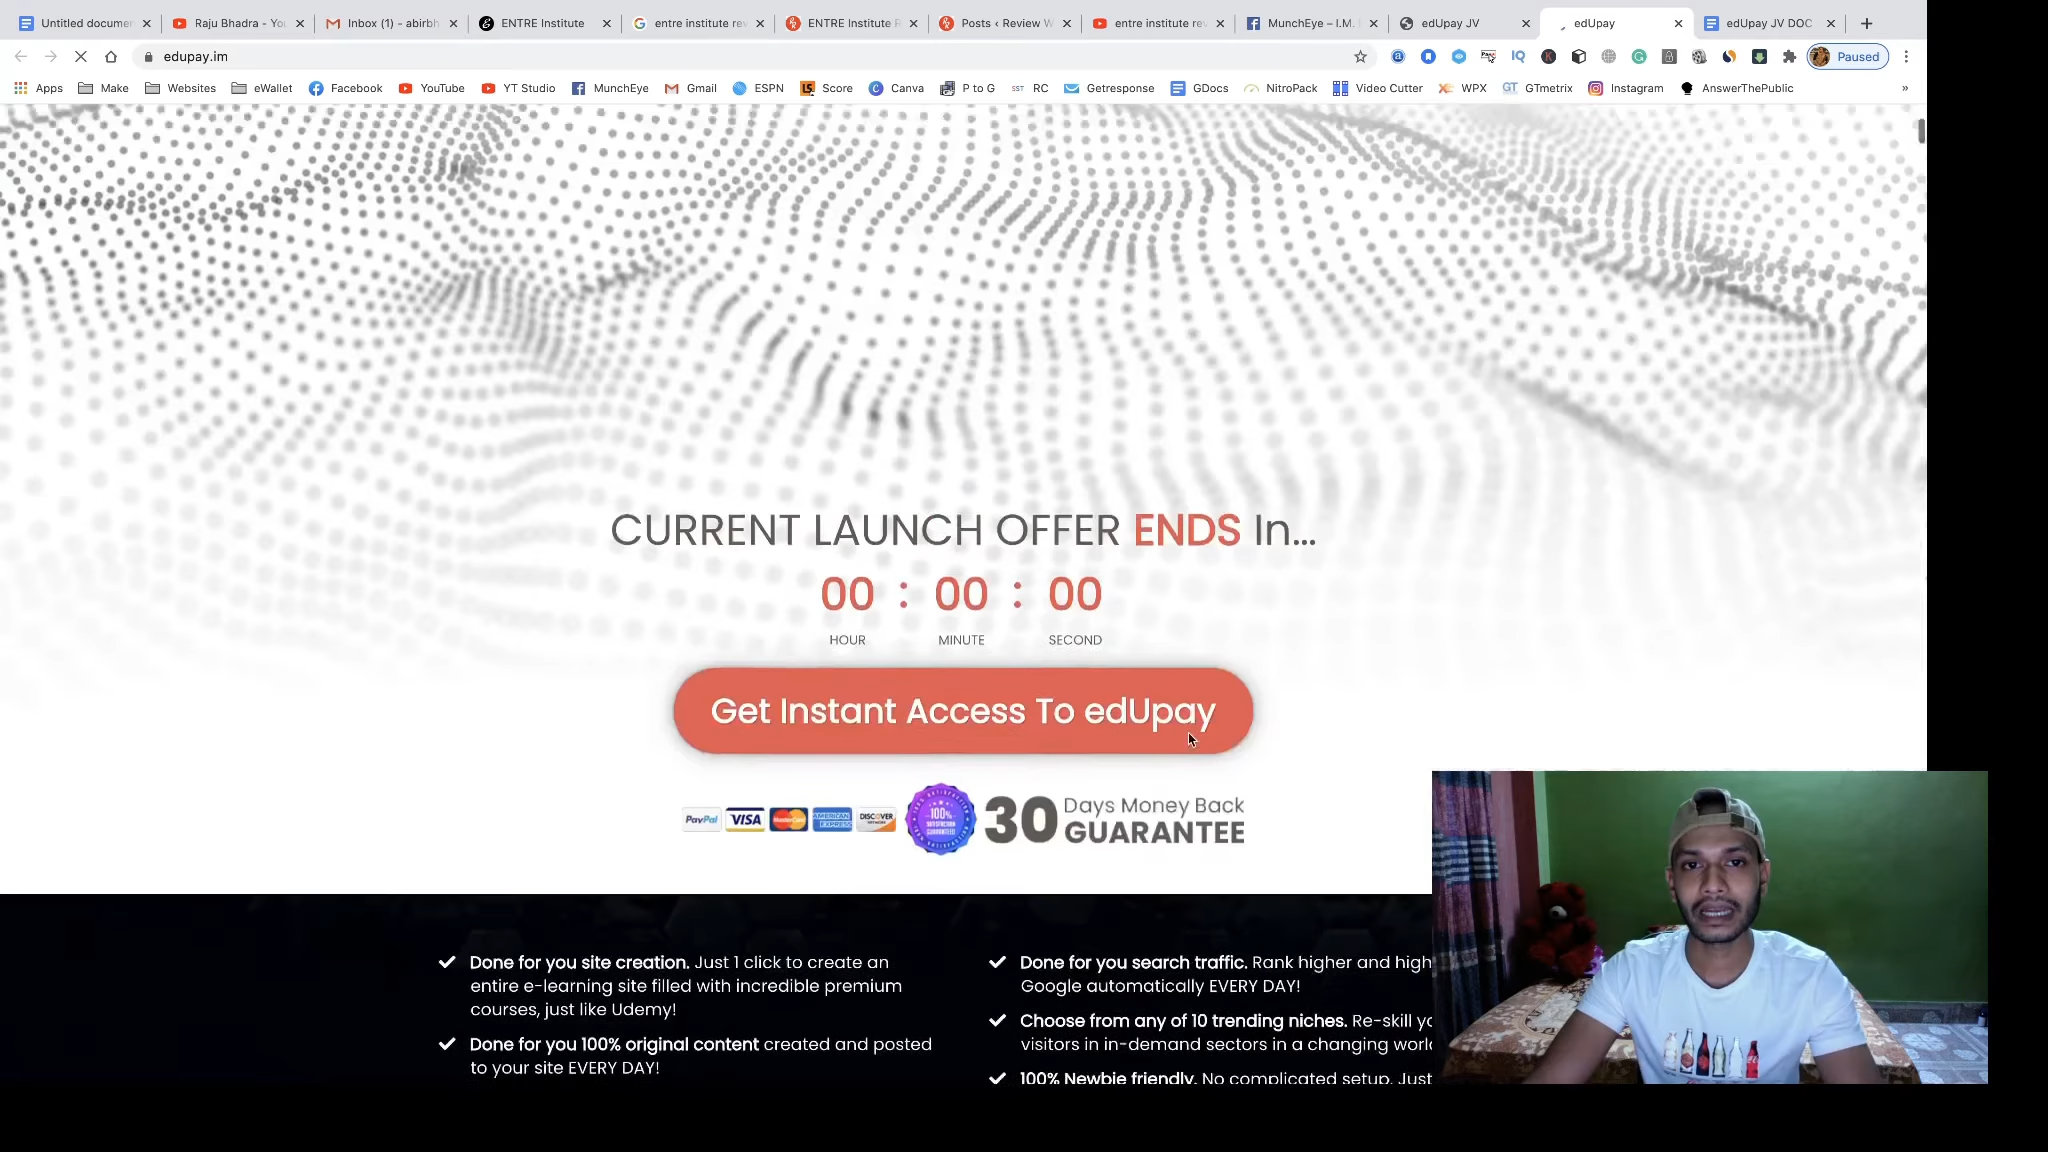 Untitled documen
Raju Bhadra - You
Inbox (1) - abirbh
ENTRE Institute
entre institute rev
ENTRE Institute R
Posts ‹ Review W
entre institute rev
MunchEye – I.M.
edUpay JV
edUpay
edUpay JV DOC
edupay.im
Paused
Apps
Make
Websites
eWallet
Facebook
YouTube
YT Studio
MunchEye
Gmail
ESPN
Score
Canva
P to G
SST RC
Getresponse
GDocs
NitroPack
Video Cutter
WPX
GTmetrix
Instagram
AnswerThePublic
CURRENT LAUNCH OFFER ENDS In...
00 : 00 : 00
HOUR MINUTE SECOND
Get Instant Access To edUpay
PayPal VISA MasterCard AMERICAN EXPRESS DISCOVER
100%
30 Days Money Back
GUARANTEE
Done for you site creation. Just 1 click to create an
entire e-learning site filled with incredible premium
courses, just like Udemy!
Done for you 100% original content created and posted
to your site EVERY DAY!
Done for you search traffic. Rank higher and high
Google automatically EVERY DAY!
Choose from any of 10 trending niches. Re-skill yo
visitors in in-demand sectors in a changing worl
100% Newbie friendly. No complicated setup. Just